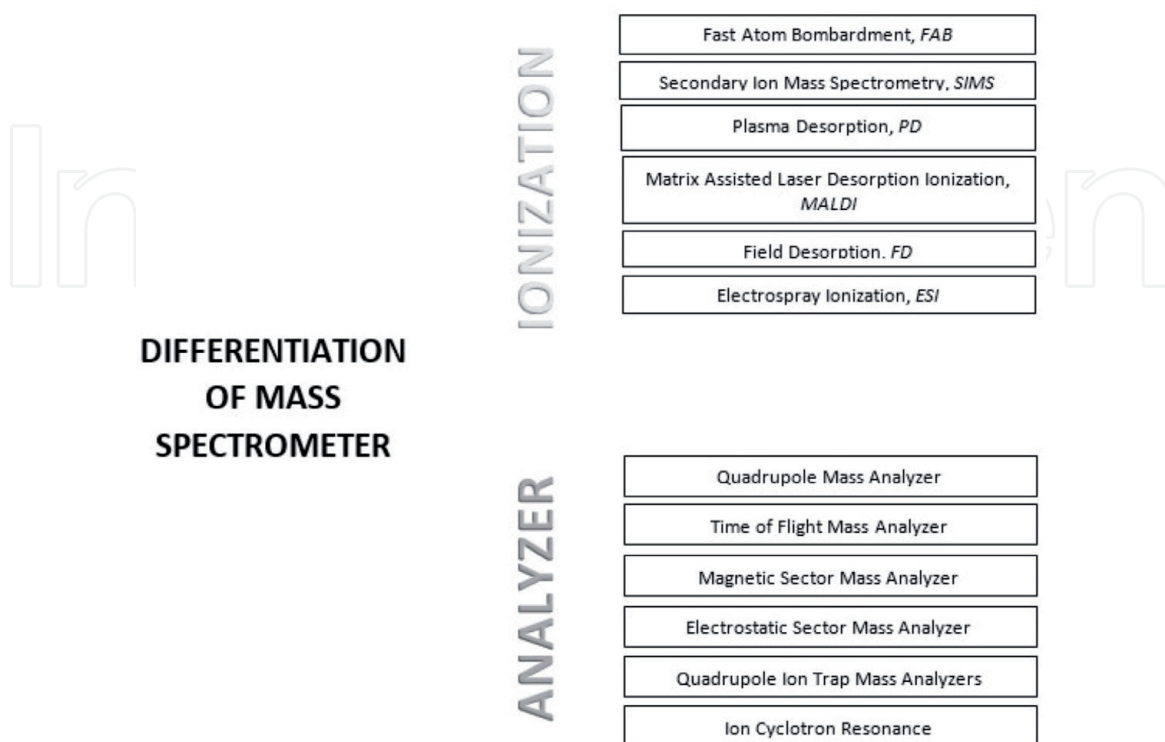 IONIZATION
Fast Atom Bombardment, FAB
Secondary Ion Mass Spectrometry, SIMS
Plasma Desorption, PD
Matrix Assisted Laser Desorption Ionization,
MALDI
Field Desorption, FD
Electrospray Ionization, ESI
DIFFERENTIATION
OF MASS
SPECTROMETER
ANALYZER
Quadrupole Mass Analyzer
Time of Flight Mass Analyzer
Magnetic Sector Mass Analyzer
Electrostatic Sector Mass Analyzer
Quadrupole Ion Trap Mass Analyzers
Ion Cyclotron Resonance